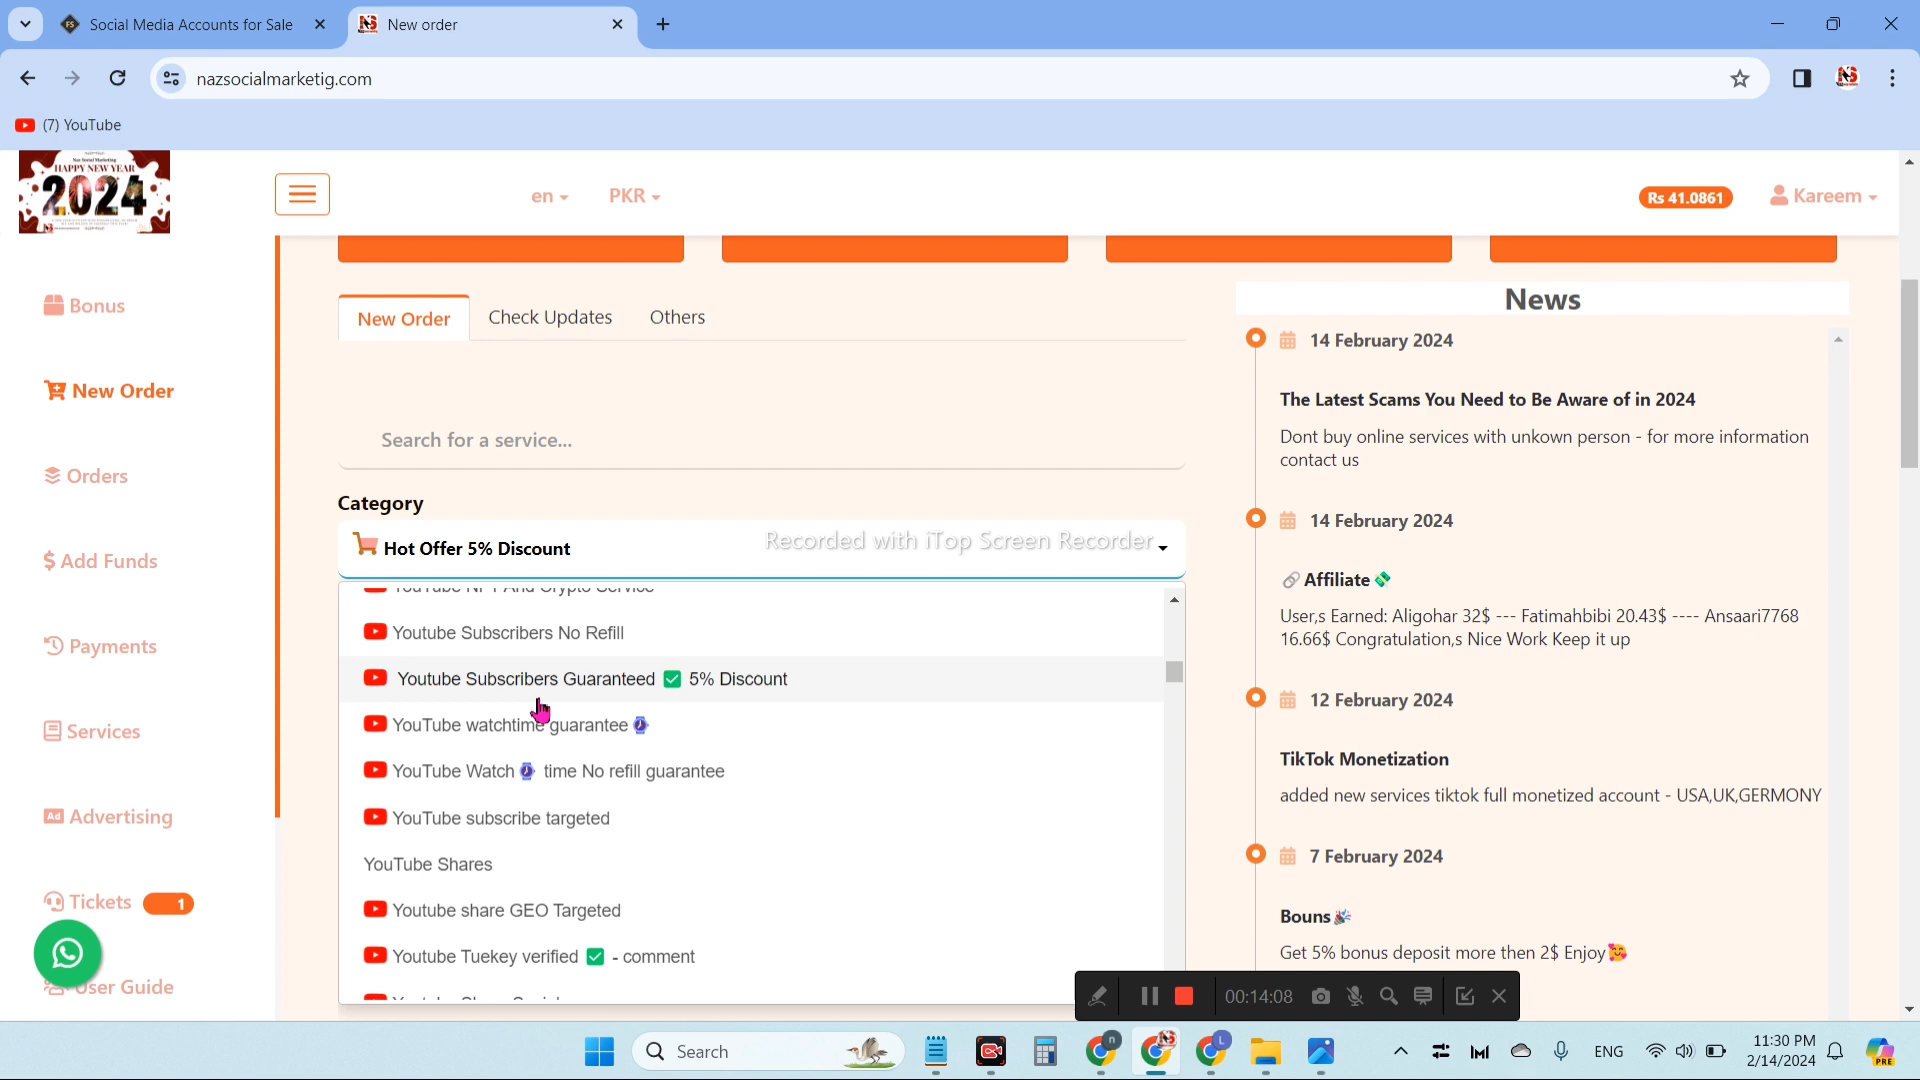 Social Media Accounts for Sale
New order
nazsocialmarketig.com
(7) YouTube
HAPPY NEW YEAR
2024
en
PKR
Rs 41.0861
Kareem
Bonus
New Order
Orders
$ Add Funds
Payments
Services
Ad Advertising
Tickets 1
User Guide
New Order
Check Updates
Others
Search for a service...
Category
Hot Offer 5% Discount
Recorded with iTop Screen Recorder
Youtube Subscribers No Refill
Youtube Subscribers Guaranteed ✅ 5% Discount
YouTube watchtime guarantee⌚
YouTube Watch⌚ time No refill guarantee
YouTube subscribe targeted
YouTube Shares
Youtube share GEO Targeted
Youtube Tuekey verified ✅ - comment
News
14 February 2024
The Latest Scams You Need to Be Aware of in 2024
Dont buy online services with unkown person - for more information
contact us
14 February 2024
🔗 Affiliate 💸
User,s Earned: Aligohar 32$ --- Fatimahbibi 20.43$ ---- Ansaari7768
16.66$ Congratulation,s Nice Work Keep it up
12 February 2024
TikTok Monetization
added new services tiktok full monetized account - USA,UK,GERMONY
7 February 2024
Bouns🎉
Get 5% bonus deposit more then 2$ Enjoy🥰
00:14:08
Search
ENG
11:30 PM
2/14/2024
PRE